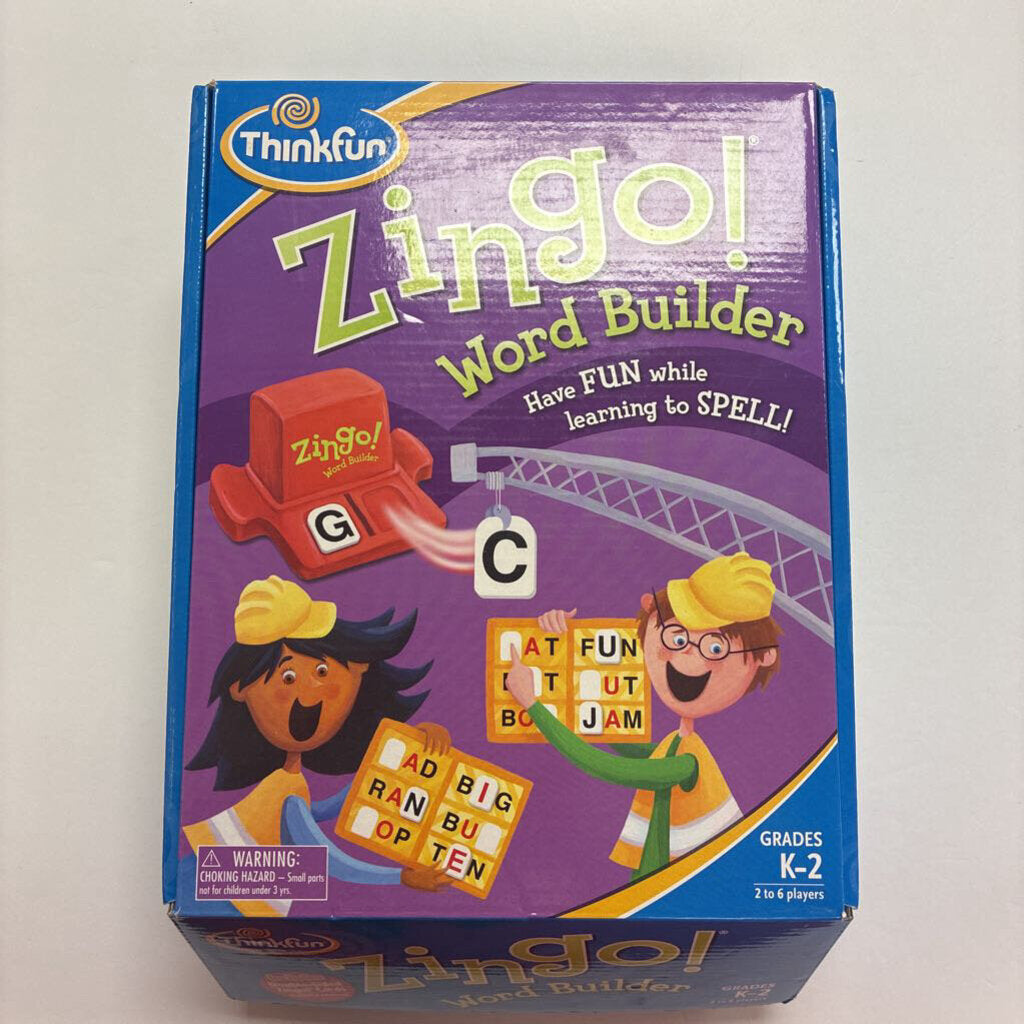 Thinkfun
Zingo!®
Word Builder
Have FUN while
learning to SPELL!
Zingo!
Word Builder
G
C
AT FUN
T UT
BO JAM
AD BIG
RAN BU
OP TEN
GRADES
K-2
2 to 6 players
WARNING:
CHOKING HAZARD — Small parts
not for children under 3 yrs.
Thinkfun
Zingo!®
Word Builder
GRADES
K-2